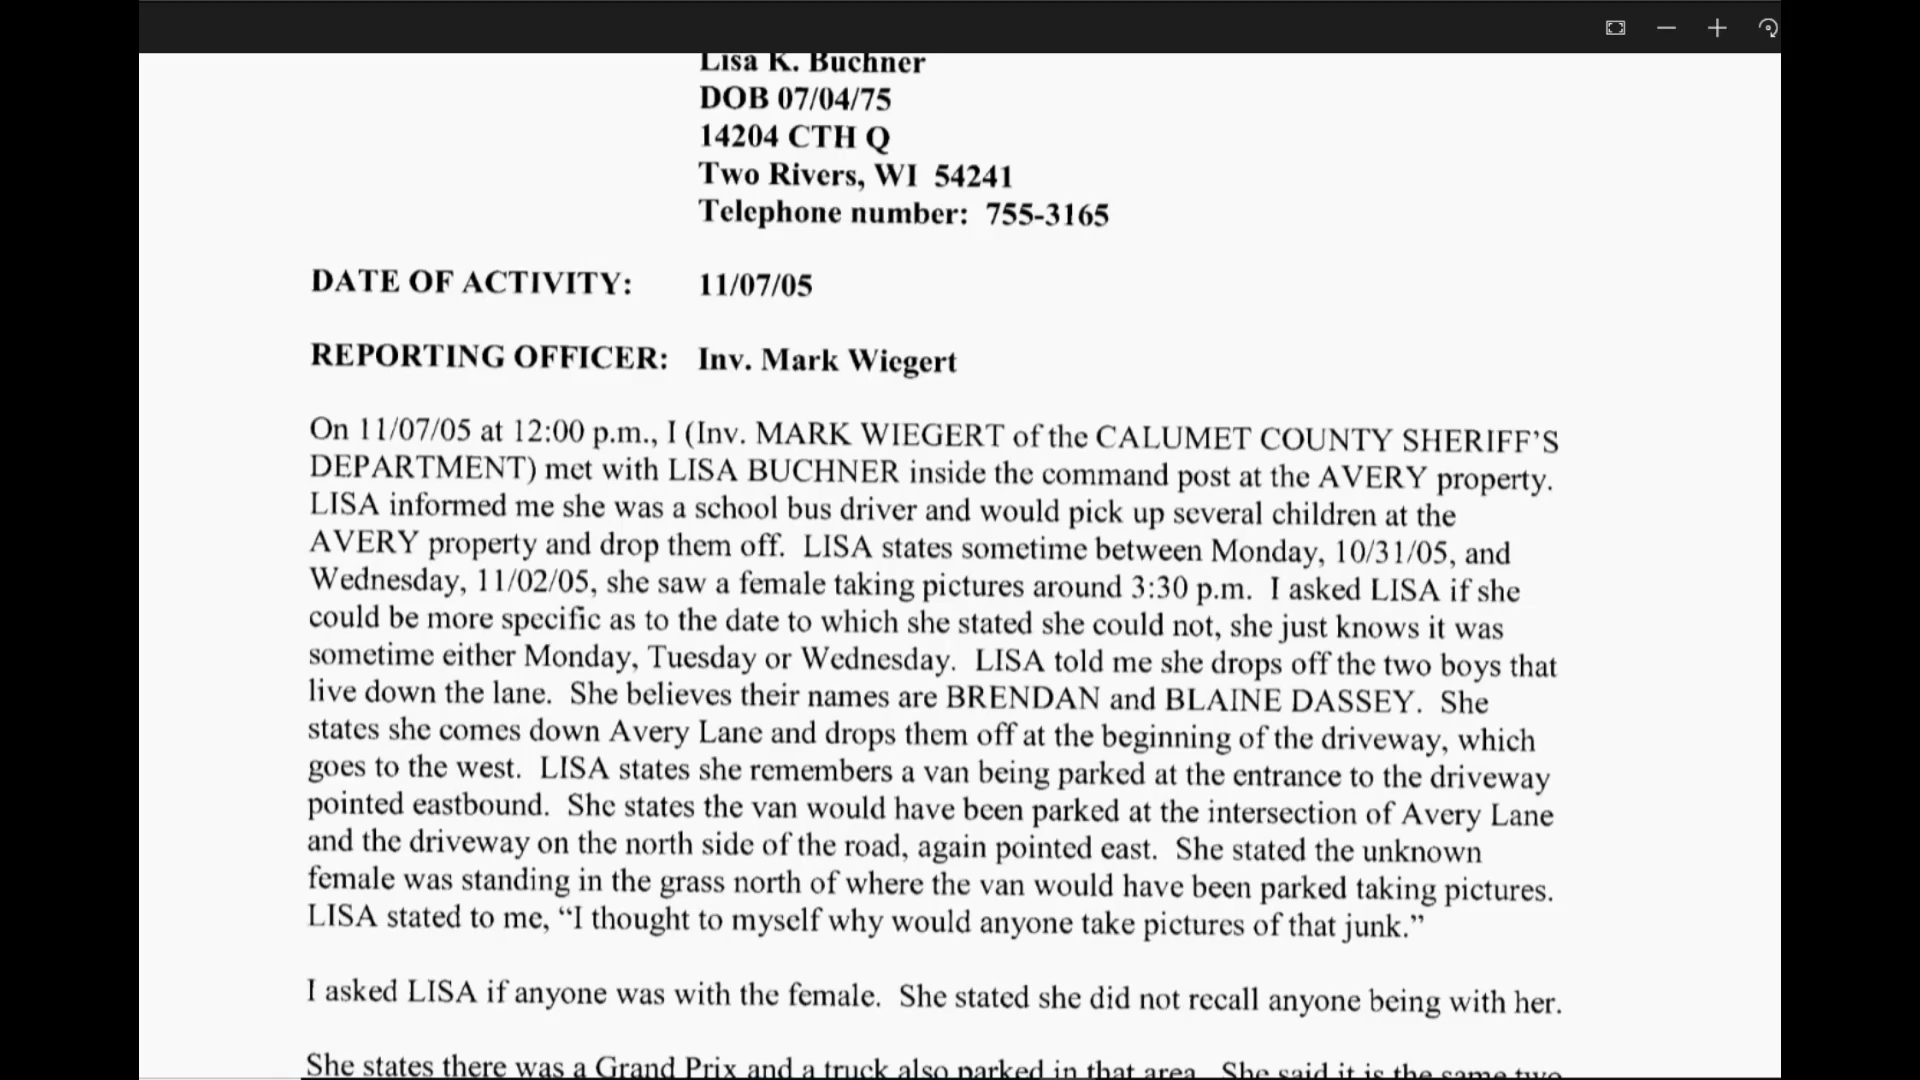 Lisa K. Buchner
DOB 07/04/75
14204 CTH Q
Two Rivers, WI 54241
Telephone number: 755-3165
DATE OF ACTIVITY: 11/07/05
REPORTING OFFICER: Inv. Mark Wiegert
On 11/07/05 at 12:00 p.m., I (Inv. MARK WIEGERT of the CALUMET COUNTY SHERIFF'S
DEPARTMENT) met with LISA BUCHNER inside the command post at the AVERY property.
LISA informed me she was a school bus driver and would pick up several children at the
AVERY property and drop them off. LISA states sometime between Monday, 10/31/05, and
Wednesday, 11/02/05, she saw a female taking pictures around 3:30 p.m. I asked LISA if she
could be more specific as to the date to which she stated she could not, she just knows it was
sometime either Monday, Tuesday or Wednesday. LISA told me she drops off the two boys that
live down the lane. She believes their names are BRENDAN and BLAINE DASSEY. She
states she comes down Avery Lane and drops them off at the beginning of the driveway, which
goes to the west. LISA states she remembers a van being parked at the entrance to the driveway
pointed eastbound. She states the van would have been parked at the intersection of Avery Lane
and the driveway on the north side of the road, again pointed east. She stated the unknown
female was standing in the grass north of where the van would have been parked taking pictures.
LISA stated to me, "I thought to myself why would anyone take pictures of that junk."
I asked LISA if anyone was with the female. She stated she did not recall anyone being with her.
She states there was a Grand Prix and a truck also parked in that area. She said it is the same two